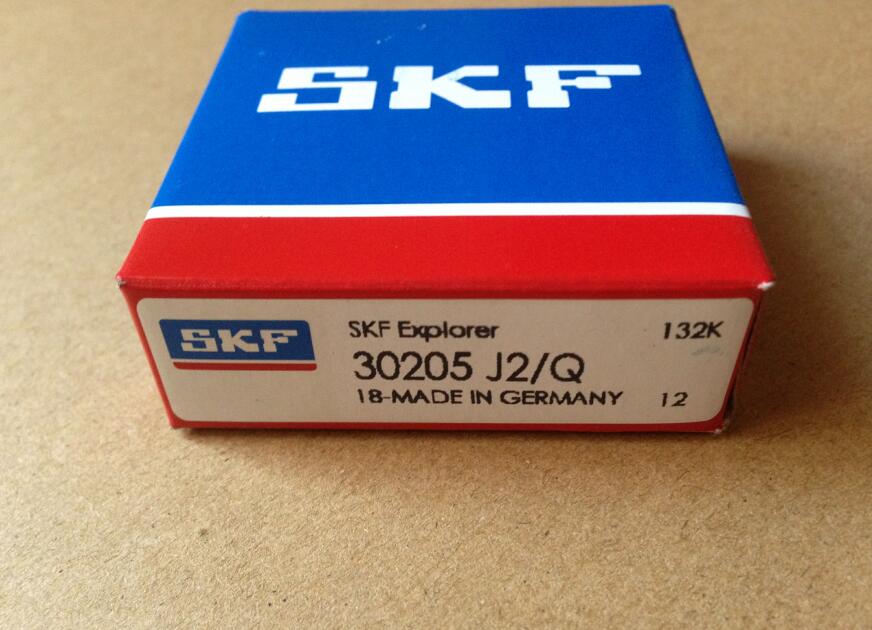 SKF
SKF
SKF Explorer
132K
30205 J2/Q
18-MADE IN GERMANY
12